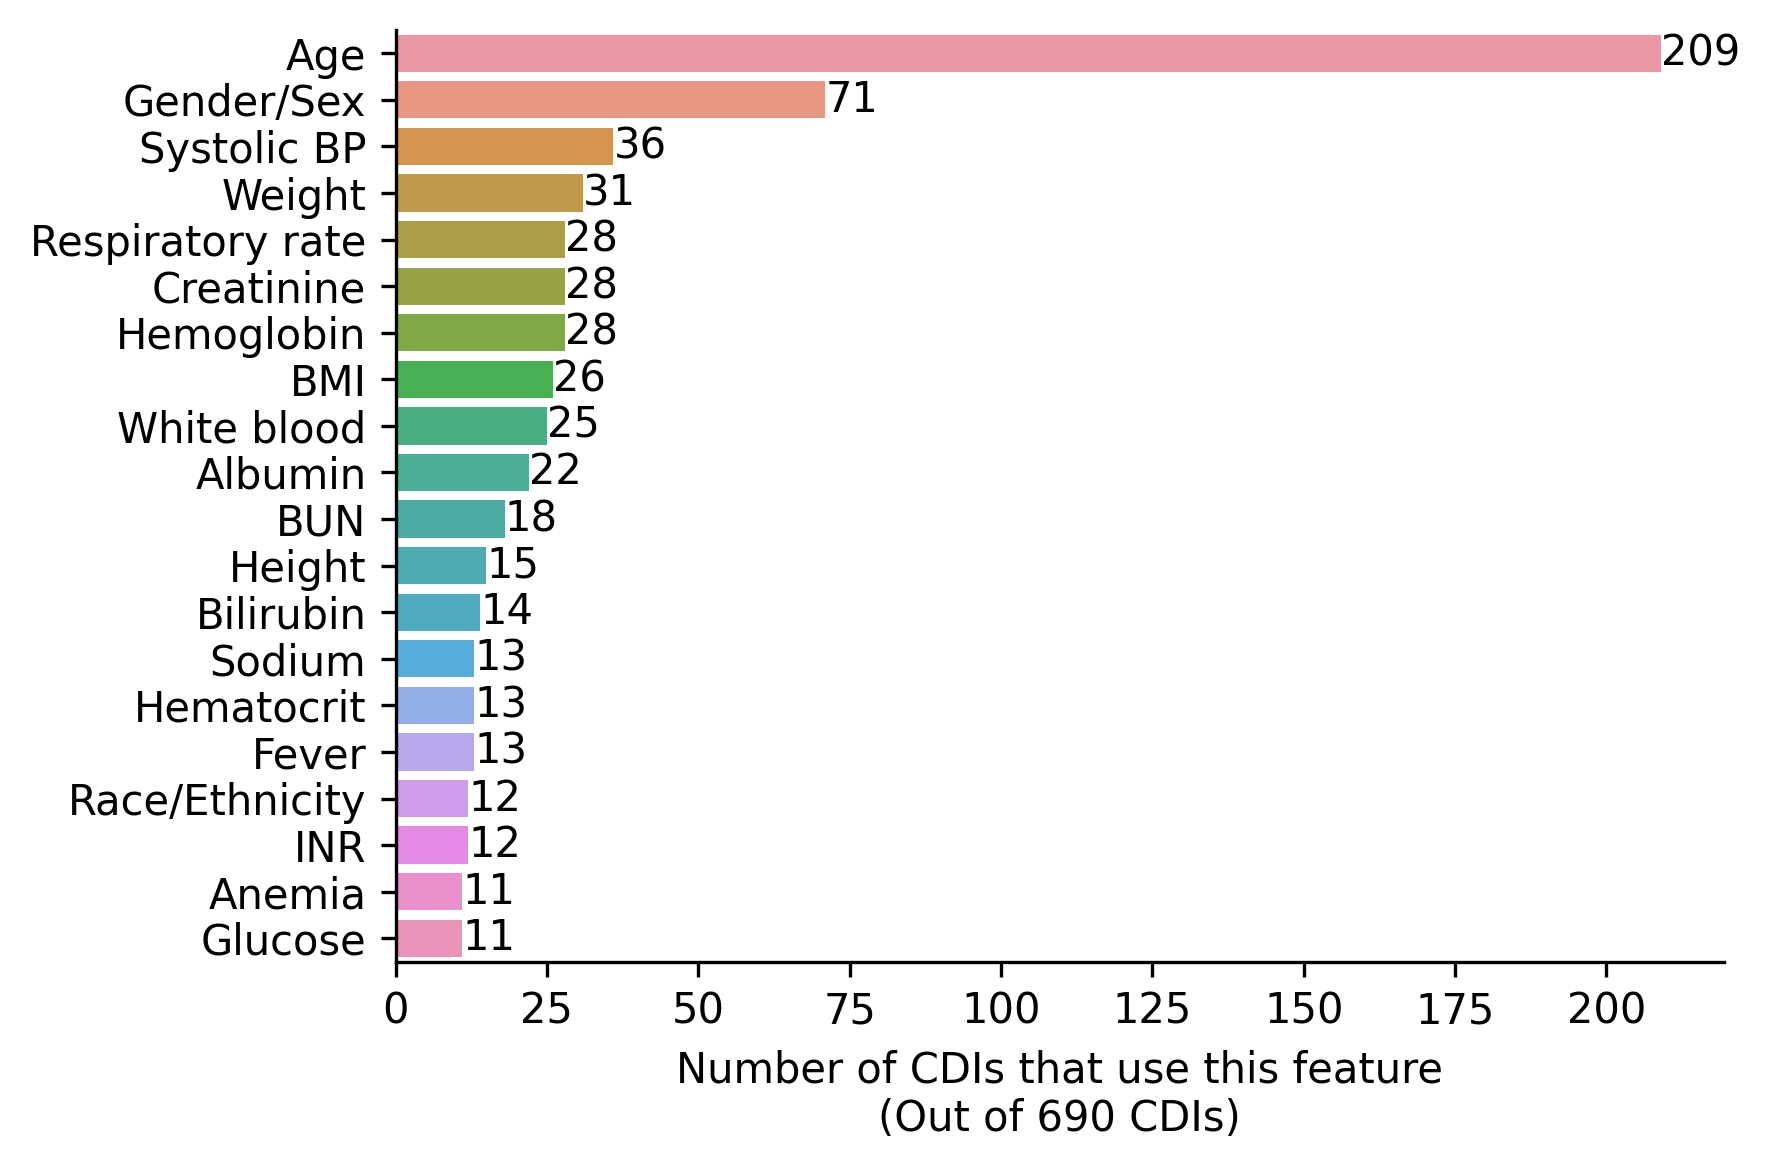 Age 209
Gender/Sex 71
Systolic BP 36
Weight 31
Respiratory rate 28
Creatinine 28
Hemoglobin 28
BMI 26
White blood 25
Albumin 22
BUN 18
Height 15
Bilirubin 14
Sodium 13
Hematocrit 13
Fever 13
Race/Ethnicity 12
INR 12
Anemia 11
Glucose 11
0 25 50 75 100 125 150 175 200
Number of CDIs that use this feature
(Out of 690 CDIs)